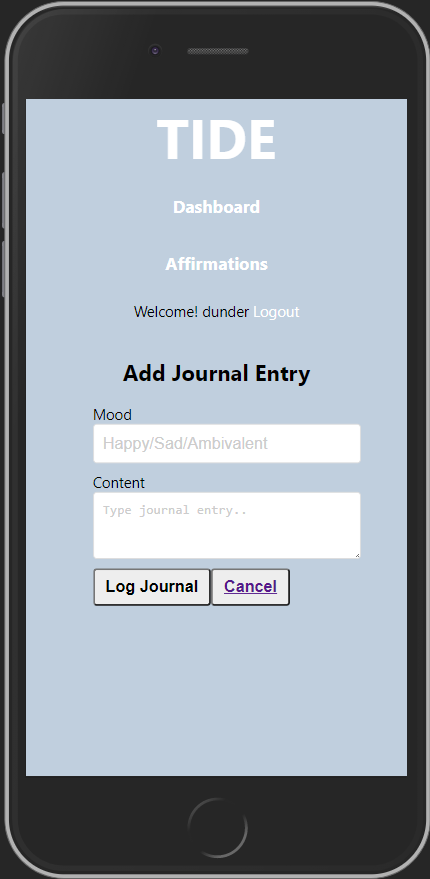 TIDE
Dashboard
Affirmations
Welcome! dunder Logout
Add Journal Entry
Mood
Happy/Sad/Ambivalent
Content
Type journal entry..
Log Journal Cancel